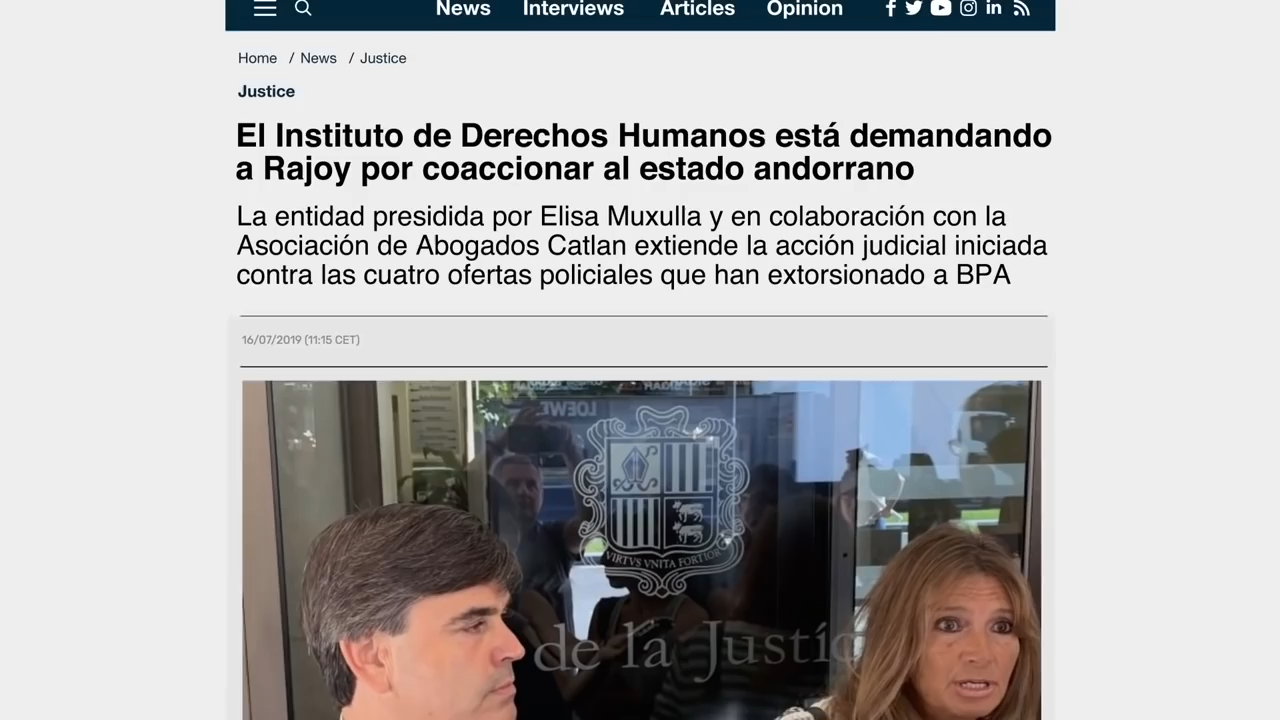 News Interviews Articles Opinion
Home / News / Justice
Justice
El Instituto de Derechos Humanos está demandando
a Rajoy por coaccionar al estado andorrano
La entidad presidida por Elisa Muxulla y en colaboración con la
Asociación de Abogados Catlan extiende la acción judicial iniciada
contra las cuatro ofertas policiales que han extorsionado a BPA
16/07/2019 (11:15 CET)
LOEWE
VIRTVS VNITA FORTIOR
de la Justíc